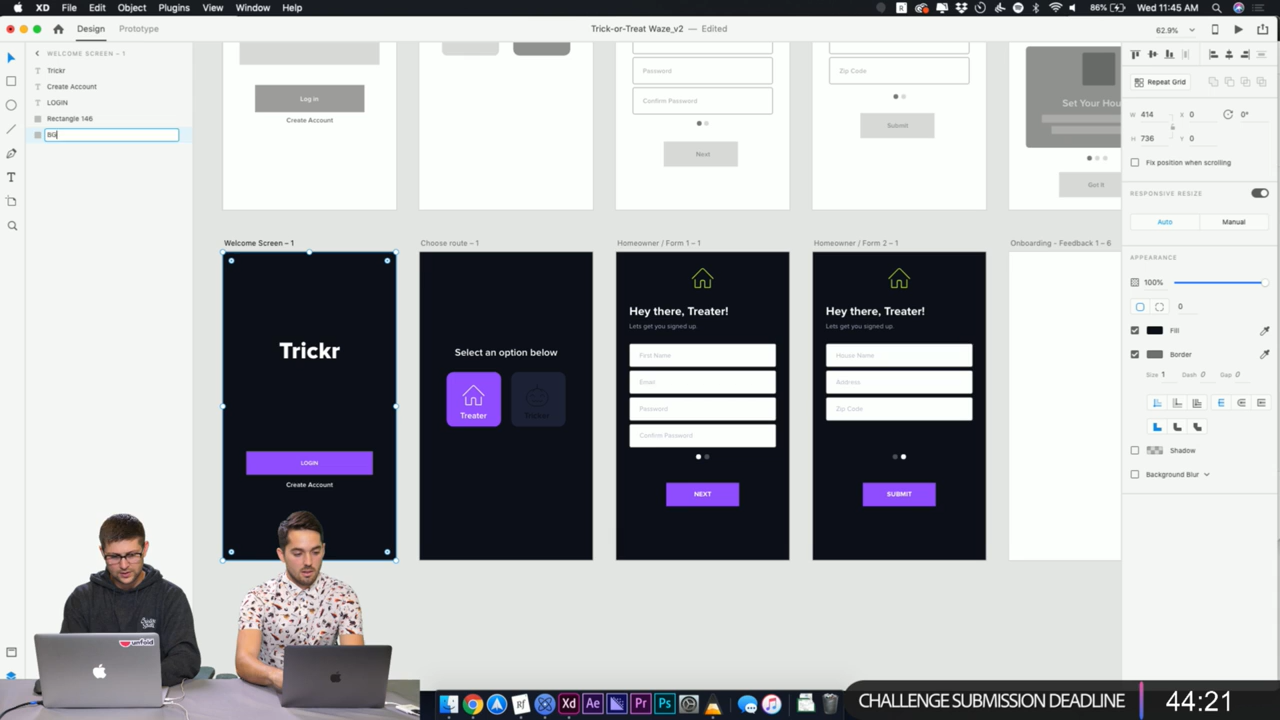 XD File Edit Object Plugins View Window Help
86% Wed 11:45 AM
Design Prototype
Trick-or-Treat Waze_v2 — Edited
62.9%
WELCOME SCREEN – 1
Trickr
Create Account
LOGIN
Rectangle 146
BG
Log in
Create Account
Password
Confirm Password
Next
Zip Code
Submit
Set Your Hou
Got It
Welcome Screen – 1
Trickr
LOGIN
Create Account
Choose route – 1
Select an option below
Treater
Trickster
Homeowner / Form 1 – 1
Hey there, Treater!
Lets get you signed up.
First Name
Email
Password
Confirm Password
NEXT
Homeowner / Form 2 – 1
Hey there, Treater!
Lets get you signed up.
House Name
Address
Zip Code
SUBMIT
Onboarding - Feedback 1 – 6
Repeat Grid
W 414 X 0 0°
H 736 Y 0
Fix position when scrolling
RESPONSIVE RESIZE
Auto Manual
APPEARANCE
100%
0
Fill
Border
Size 1 Dash 0 Gap 0
Shadow
Background Blur
unfold
Xd Ae Pr Ps
CHALLENGE SUBMISSION DEADLINE 44:21